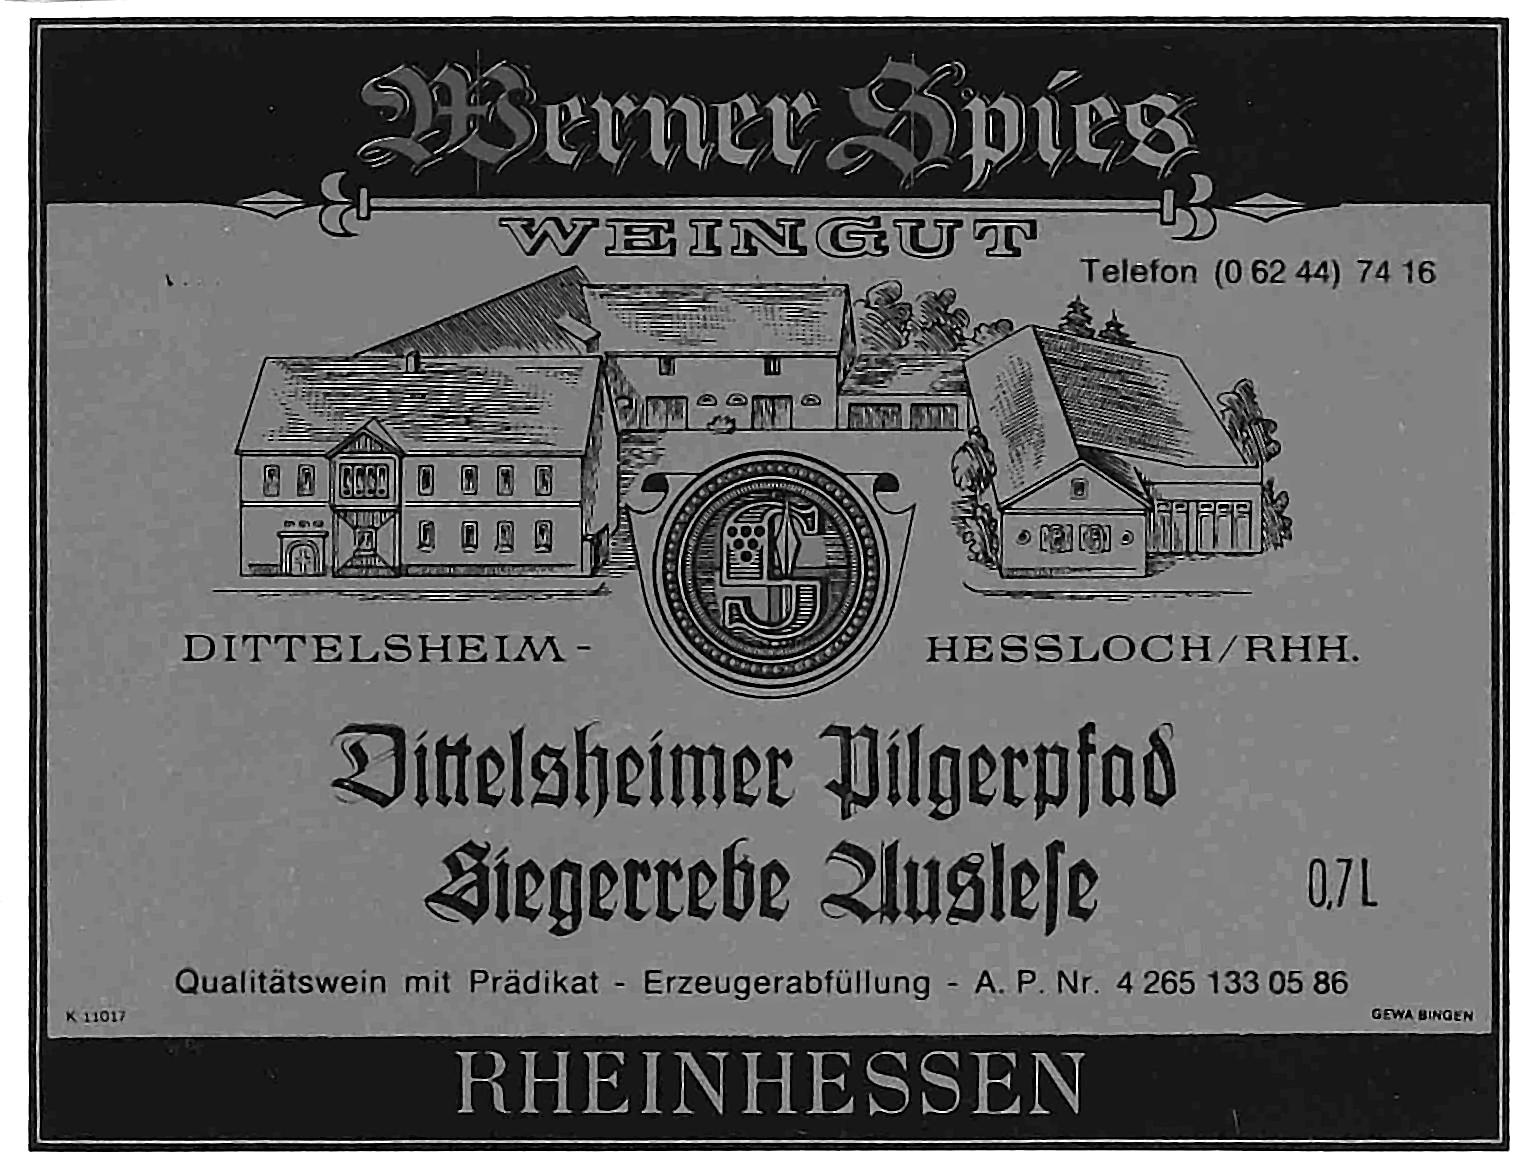 Werner Spies
WEINGUT
Telefon (0 62 44) 74 16
DITTELSHEIM-
HESSLOCH/RHH.
Dittelsheimer Pilgerpfad
Siegerrebe Ausleſe
0,7 L
Qualitätswein mit Prädikat - Erzeugerabfüllung - A. P. Nr. 4 265 133 05 86
K 11017
GEWA BINGEN
RHEINHESSEN